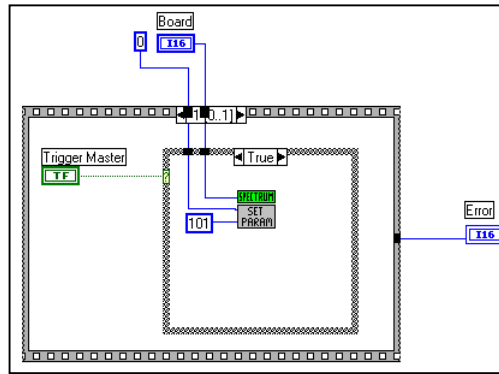 Board
0
I16
1 [0..1]
Trigger Master
TF
True
?
SPECTRUM
SET
PARAM
101
Error
I16